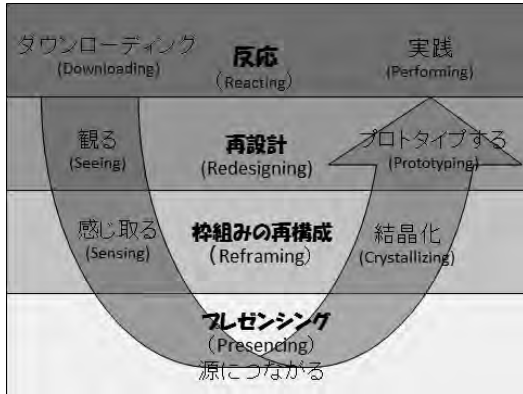 ダウンローディング
(Downloading)
反応
(Reacting)
実践
(Performing)
観る
(Seeing)
再設計
(Redesigning)
プロトタイプする
(Prototyping)
感じ取る
(Sensing)
枠組みの再構成
(Reframing)
結晶化
(Crystallizing)
プレゼンシング
(Presencing)
源につながる